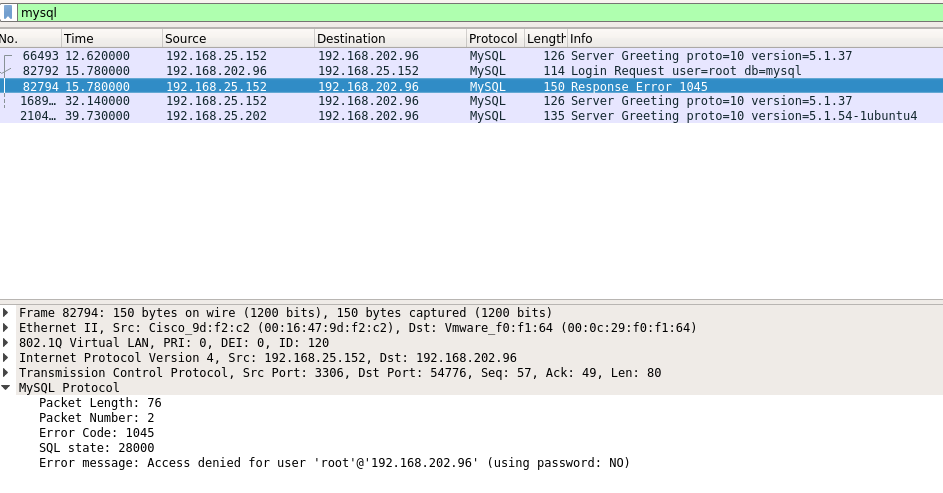 mysql
No. Time Source Destination Protocol Length Info
66493 12.620000 192.168.25.152 192.168.202.96 MySQL 126 Server Greeting proto=10 version=5.1.37
82792 15.780000 192.168.202.96 192.168.25.152 MySQL 114 Login Request user=root db=mysql
82794 15.780000 192.168.25.152 192.168.202.96 MySQL 150 Response Error 1045
1689… 32.140000 192.168.25.152 192.168.202.96 MySQL 126 Server Greeting proto=10 version=5.1.37
2104… 39.730000 192.168.25.202 192.168.202.96 MySQL 135 Server Greeting proto=10 version=5.1.54-1ubuntu4
Frame 82794: 150 bytes on wire (1200 bits), 150 bytes captured (1200 bits)
Ethernet II, Src: Cisco_9d:f2:c2 (00:16:47:9d:f2:c2), Dst: Vmware_f0:f1:64 (00:0c:29:f0:f1:64)
802.1Q Virtual LAN, PRI: 0, DEI: 0, ID: 120
Internet Protocol Version 4, Src: 192.168.25.152, Dst: 192.168.202.96
Transmission Control Protocol, Src Port: 3306, Dst Port: 54776, Seq: 57, Ack: 49, Len: 80
MySQL Protocol
Packet Length: 76
Packet Number: 2
Error Code: 1045
SQL state: 28000
Error message: Access denied for user 'root'@'192.168.202.96' (using password: NO)